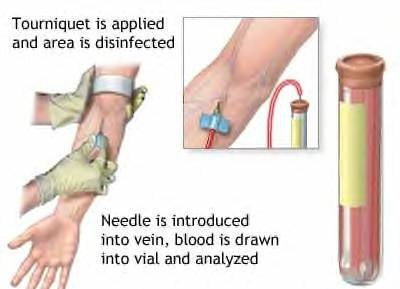 Tourniquet is applied
and area is disinfected
Needle is introduced
into vein, blood is drawn
into vial and analyzed